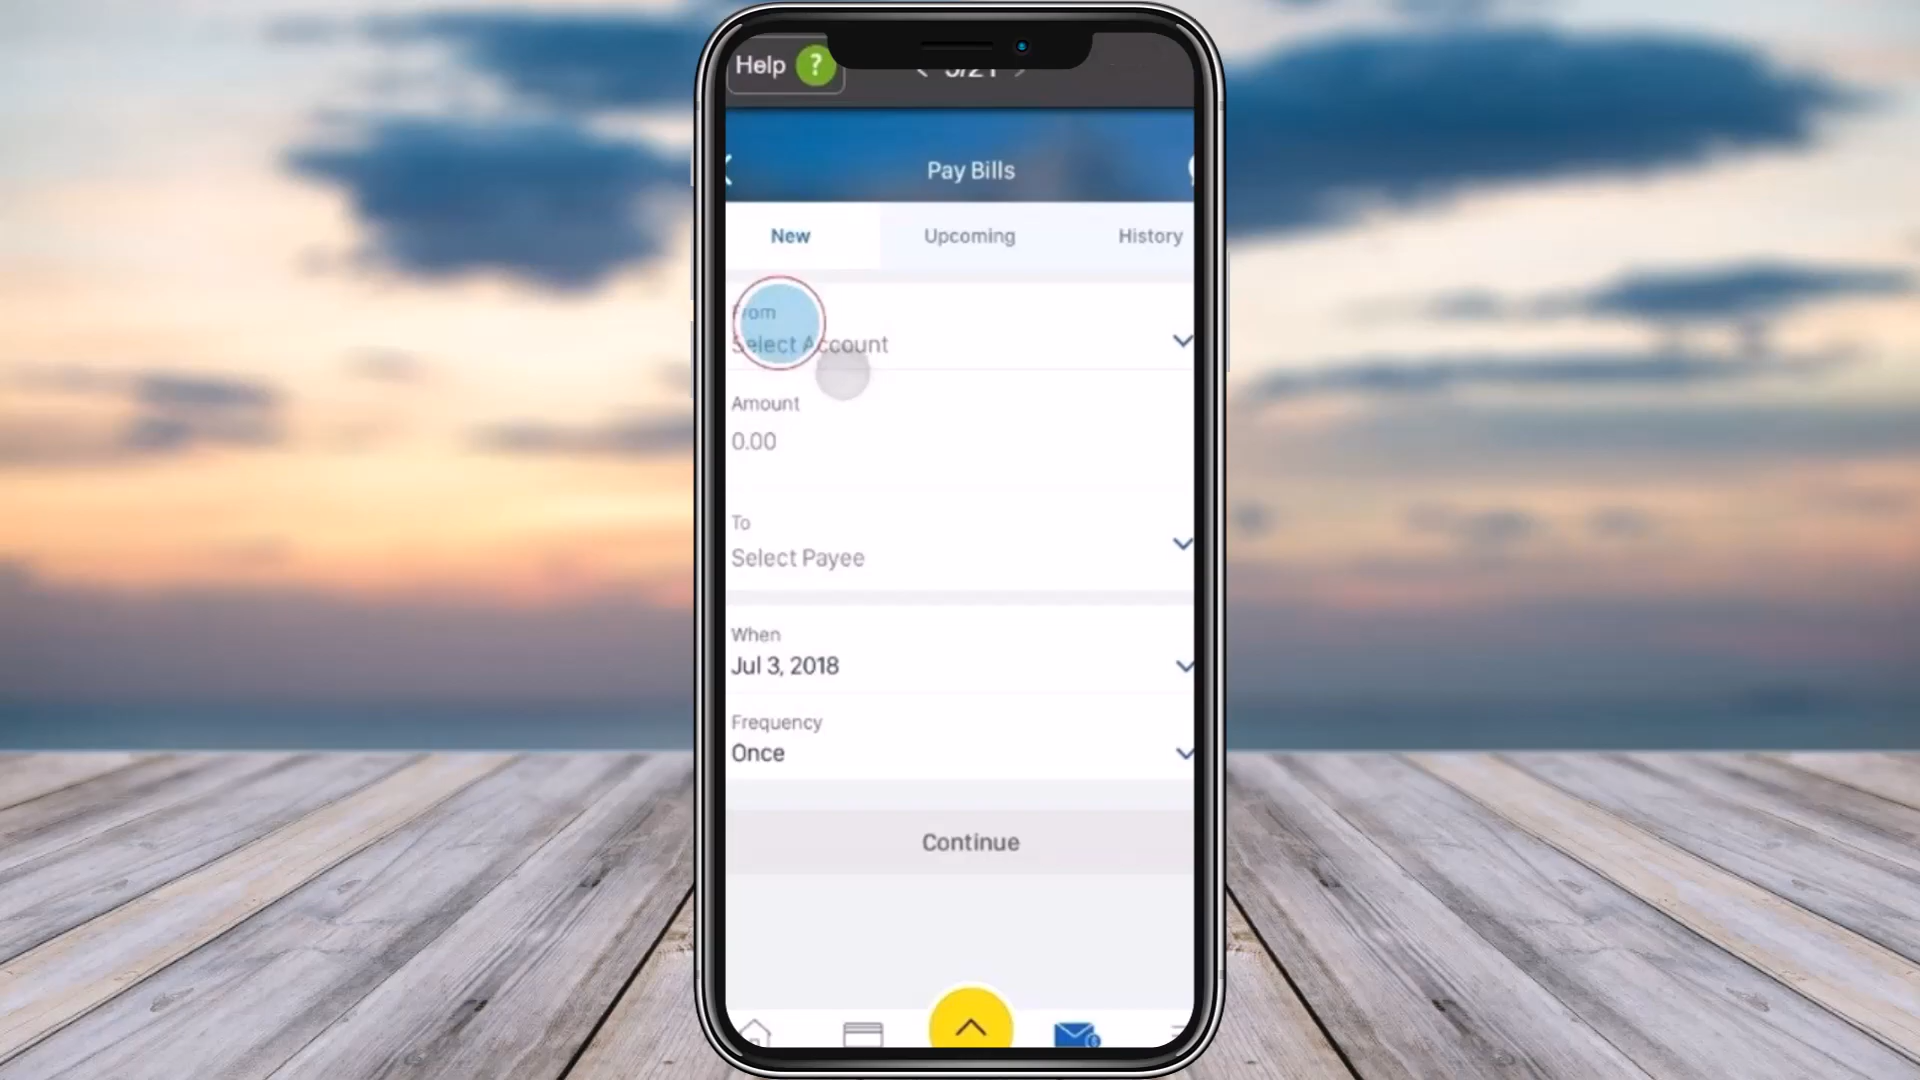 Help ?
Pay Bills
New Upcoming History
From
Select Account
Amount
0.00
To
Select Payee
When
Jul 3, 2018
Frequency
Once
Continue